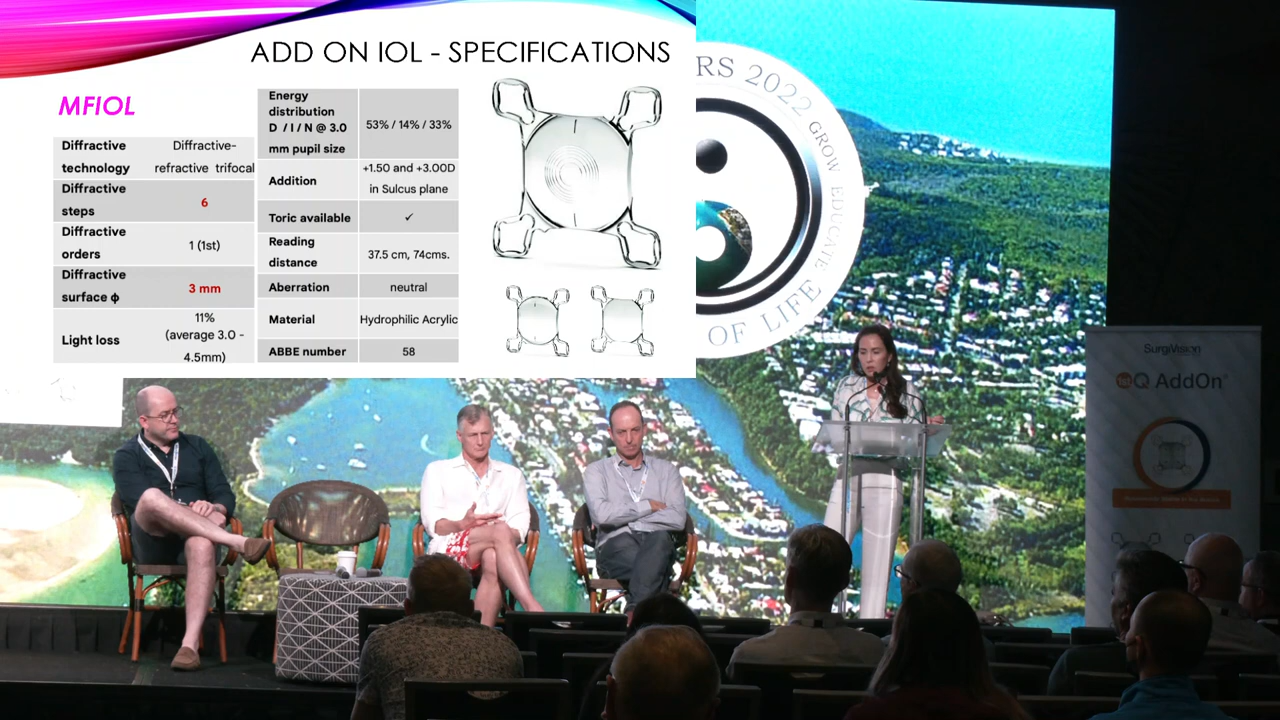 ADD ON IOL - SPECIFICATIONS
MFIOL
Diffractive technology Diffractive-refractive trifocal
Diffractive steps 6
Diffractive orders 1 (1st)
Diffractive surface ϕ 3 mm
Light loss 11% (average 3.0 - 4.5mm)
Energy distribution D / I / N @ 3.0 mm pupil size 53% / 14% / 33%
Addition +1.50 and +3.00D in Sulcus plane
Toric available ✓
Reading distance 37.5 cm, 74cms.
Aberration neutral
Material Hydrophilic Acrylic
ABBE number 58
RS 2022 GROW EDUCATE
OF LIFE
SurgiVision
1stQ AddOn®